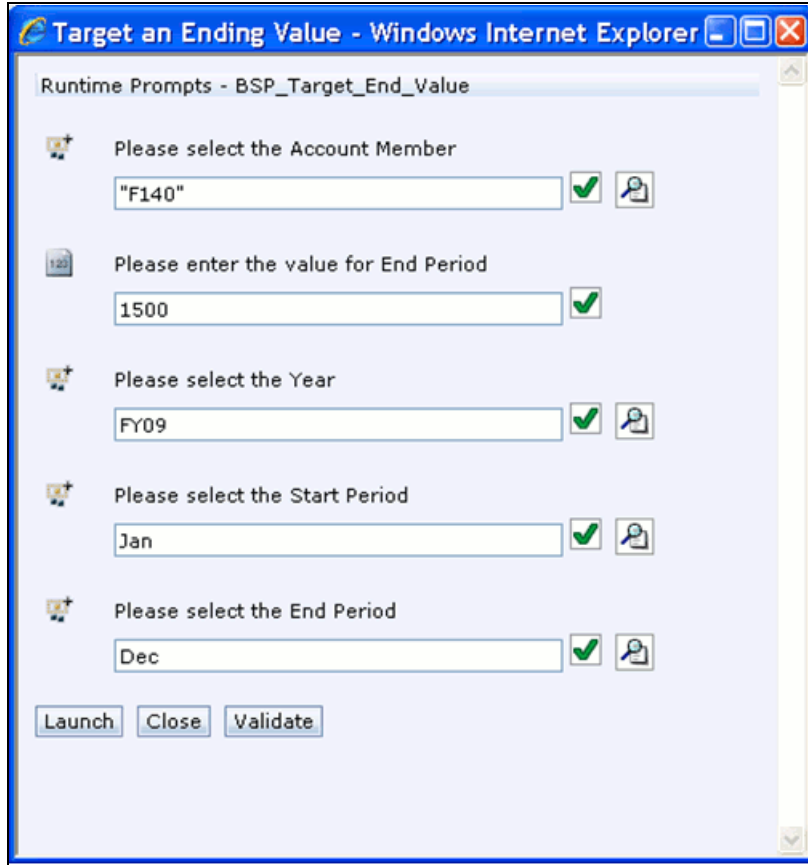 Target an Ending Value - Windows Internet Explorer
Runtime Prompts - BSP_Target_End_Value
Please select the Account Member
"F140"
123
Please enter the value for End Period
1500
Please select the Year
FY09
Please select the Start Period
Jan
Please select the End Period
Dec
Launch Close Validate